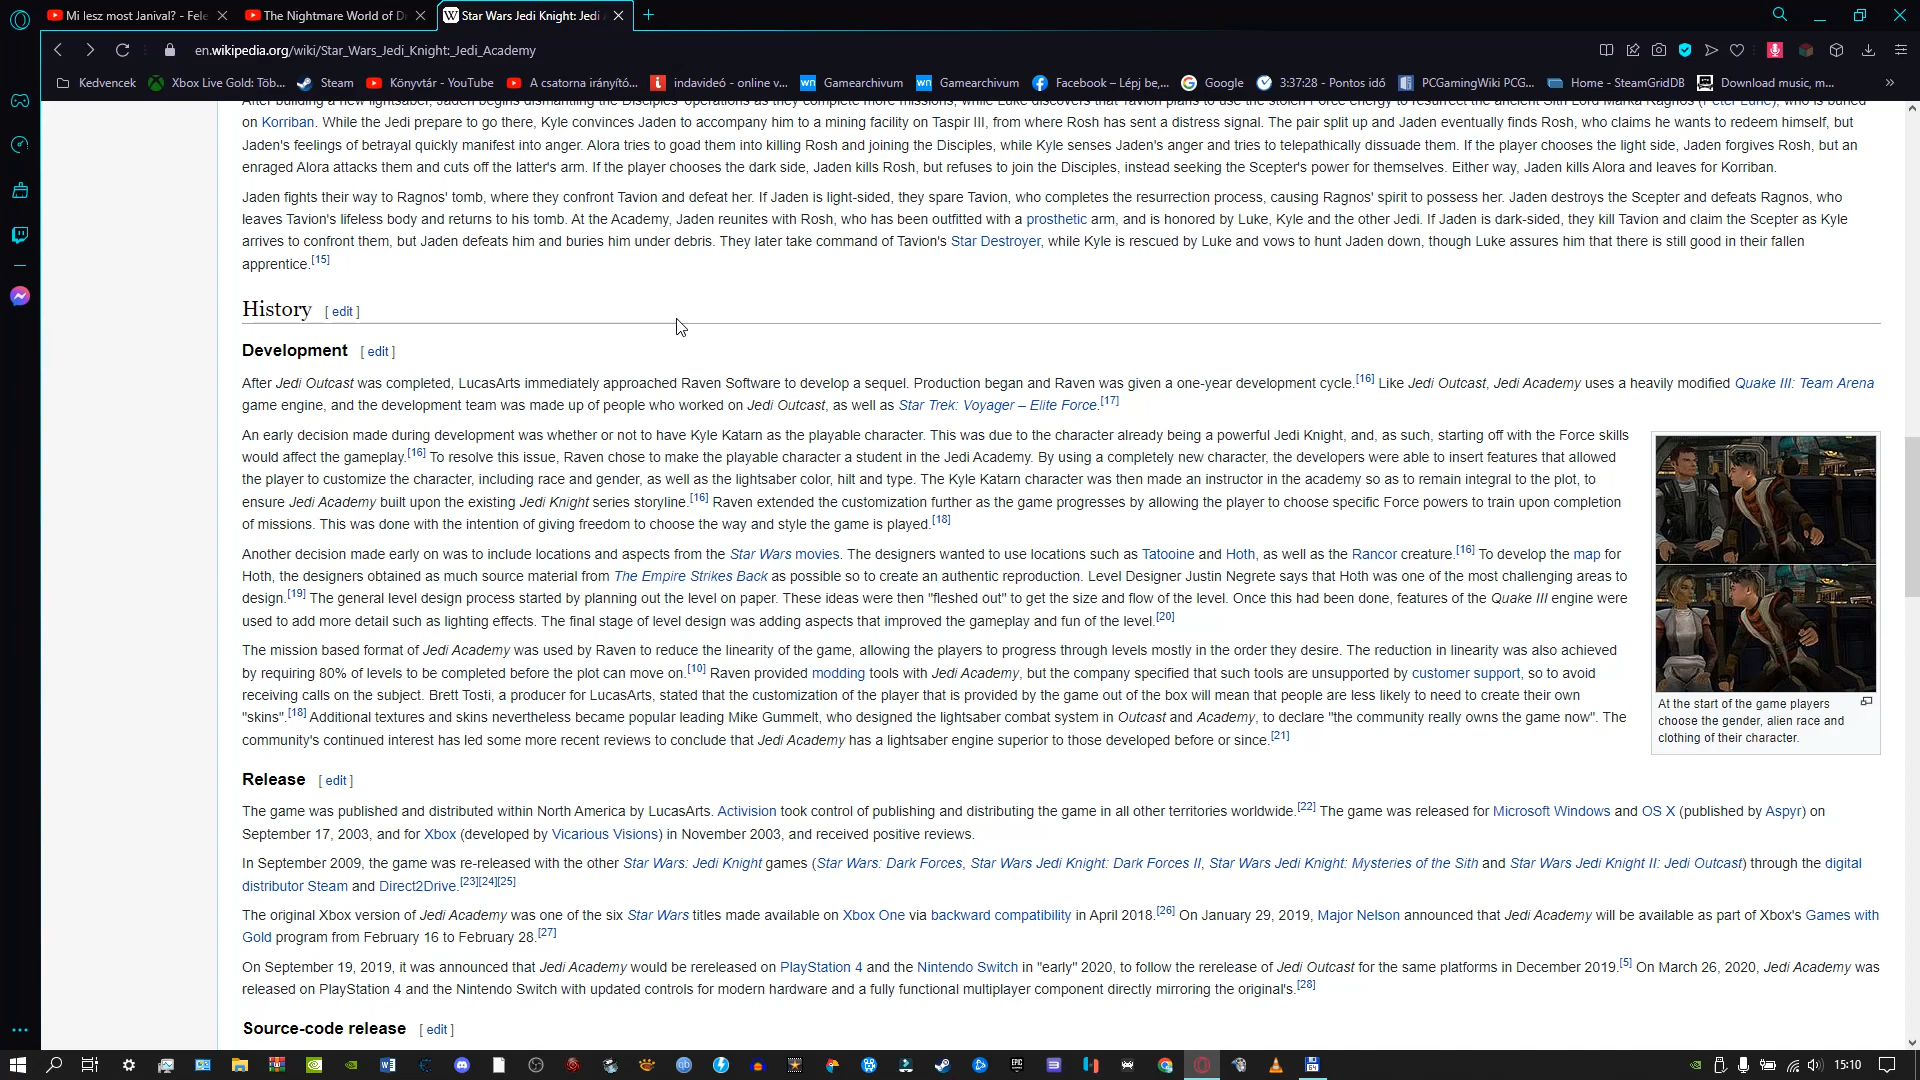 Mi lesz most Janival? - Fele
The Nightmare World of D
Star Wars Jedi Knight: Jedi A
en.wikipedia.org/wiki/Star_Wars_Jedi_Knight:_Jedi_Academy
Kedvencek Xbox Live Gold: Töb... Steam Könyvtár - YouTube A csatorna irányító... indavideó - online v... Gamearchivum Gamearchivum Facebook – Lépj be,... Google 3:37:28 - Pontos idő PCGamingWiki PCG... Home - SteamGridDB Download music, m... »
After building a new lightsaber, Jaden begins dismantling the Disciples' operations as they complete more missions, while Luke discovers that Tavion plans to use the stolen Force energy to resurrect the ancient Sith Lord Marka Ragnos (Peter Lurie), who is buried
on Korriban. While the Jedi prepare to go there, Kyle convinces Jaden to accompany him to a mining facility on Taspir III, from where Rosh has sent a distress signal. The pair split up and Jaden eventually finds Rosh, who claims he wants to redeem himself, but
Jaden's feelings of betrayal quickly manifest into anger. Alora tries to goad them into killing Rosh and joining the Disciples, while Kyle senses Jaden's anger and tries to telepathically dissuade them. If the player chooses the light side, Jaden forgives Rosh, but an
enraged Alora attacks them and cuts off the latter's arm. If the player chooses the dark side, Jaden kills Rosh, but refuses to join the Disciples, instead seeking the Scepter's power for themselves. Either way, Jaden kills Alora and leaves for Korriban.
Jaden fights their way to Ragnos' tomb, where they confront Tavion and defeat her. If Jaden is light-sided, they spare Tavion, who completes the resurrection process, causing Ragnos' spirit to possess her. Jaden destroys the Scepter and defeats Ragnos, who
leaves Tavion's lifeless body and returns to his tomb. At the Academy, Jaden reunites with Rosh, who has been outfitted with a prosthetic arm, and is honored by Luke, Kyle and the other Jedi. If Jaden is dark-sided, they kill Tavion and claim the Scepter as Kyle
arrives to confront them, but Jaden defeats him and buries him under debris. They later take command of Tavion's Star Destroyer, while Kyle is rescued by Luke and vows to hunt Jaden down, though Luke assures him that there is still good in their fallen
apprentice.[15]
History [ edit ]
Development [ edit ]
After Jedi Outcast was completed, LucasArts immediately approached Raven Software to develop a sequel. Production began and Raven was given a one-year development cycle.[16] Like Jedi Outcast, Jedi Academy uses a heavily modified Quake III: Team Arena
game engine, and the development team was made up of people who worked on Jedi Outcast, as well as Star Trek: Voyager – Elite Force.[17]
An early decision made during development was whether or not to have Kyle Katarn as the playable character. This was due to the character already being a powerful Jedi Knight, and, as such, starting off with the Force skills
would affect the gameplay.[16] To resolve this issue, Raven chose to make the playable character a student in the Jedi Academy. By using a completely new character, the developers were able to insert features that allowed
the player to customize the character, including race and gender, as well as the lightsaber color, hilt and type. The Kyle Katarn character was then made an instructor in the academy so as to remain integral to the plot, to
ensure Jedi Academy built upon the existing Jedi Knight series storyline.[16] Raven extended the customization further as the game progresses by allowing the player to choose specific Force powers to train upon completion
of missions. This was done with the intention of giving freedom to choose the way and style the game is played.[18]
Another decision made early on was to include locations and aspects from the Star Wars movies. The designers wanted to use locations such as Tatooine and Hoth, as well as the Rancor creature.[16] To develop the map for
Hoth, the designers obtained as much source material from The Empire Strikes Back as possible so to create an authentic reproduction. Level Designer Justin Negrete says that Hoth was one of the most challenging areas to
design.[19] The general level design process started by planning out the level on paper. These ideas were then "fleshed out" to get the size and flow of the level. Once this had been done, features of the Quake III engine were
used to add more detail such as lighting effects. The final stage of level design was adding aspects that improved the gameplay and fun of the level.[20]
The mission based format of Jedi Academy was used by Raven to reduce the linearity of the game, allowing the players to progress through levels mostly in the order they desire. The reduction in linearity was also achieved
by requiring 80% of levels to be completed before the plot can move on.[10] Raven provided modding tools with Jedi Academy, but the company specified that such tools are unsupported by customer support, so to avoid
receiving calls on the subject. Brett Tosti, a producer for LucasArts, stated that the customization of the player that is provided by the game out of the box will mean that people are less likely to need to create their own
"skins".[18] Additional textures and skins nevertheless became popular leading Mike Gummelt, who designed the lightsaber combat system in Outcast and Academy, to declare "the community really owns the game now". The
community's continued interest has led some more recent reviews to conclude that Jedi Academy has a lightsaber engine superior to those developed before or since.[21]
At the start of the game players
choose the gender, alien race and
clothing of their character.
Release [ edit ]
The game was published and distributed within North America by LucasArts. Activision took control of publishing and distributing the game in all other territories worldwide.[22] The game was released for Microsoft Windows and OS X (published by Aspyr) on
September 17, 2003, and for Xbox (developed by Vicarious Visions) in November 2003, and received positive reviews.
In September 2009, the game was re-released with the other Star Wars: Jedi Knight games (Star Wars: Dark Forces, Star Wars Jedi Knight: Dark Forces II, Star Wars Jedi Knight: Mysteries of the Sith and Star Wars Jedi Knight II: Jedi Outcast) through the digital
distributor Steam and Direct2Drive.[23][24][25]
The original Xbox version of Jedi Academy was one of the six Star Wars titles made available on Xbox One via backward compatibility in April 2018.[26] On January 29, 2019, Major Nelson announced that Jedi Academy will be available as part of Xbox's Games with
Gold program from February 16 to February 28.[27]
On September 19, 2019, it was announced that Jedi Academy would be rereleased on PlayStation 4 and the Nintendo Switch in "early" 2020, to follow the rerelease of Jedi Outcast for the same platforms in December 2019.[5] On March 26, 2020, Jedi Academy was
released on PlayStation 4 and the Nintendo Switch with updated controls for modern hardware and a fully functional multiplayer component directly mirroring the original's.[28]
Source-code release [ edit ]
15:10